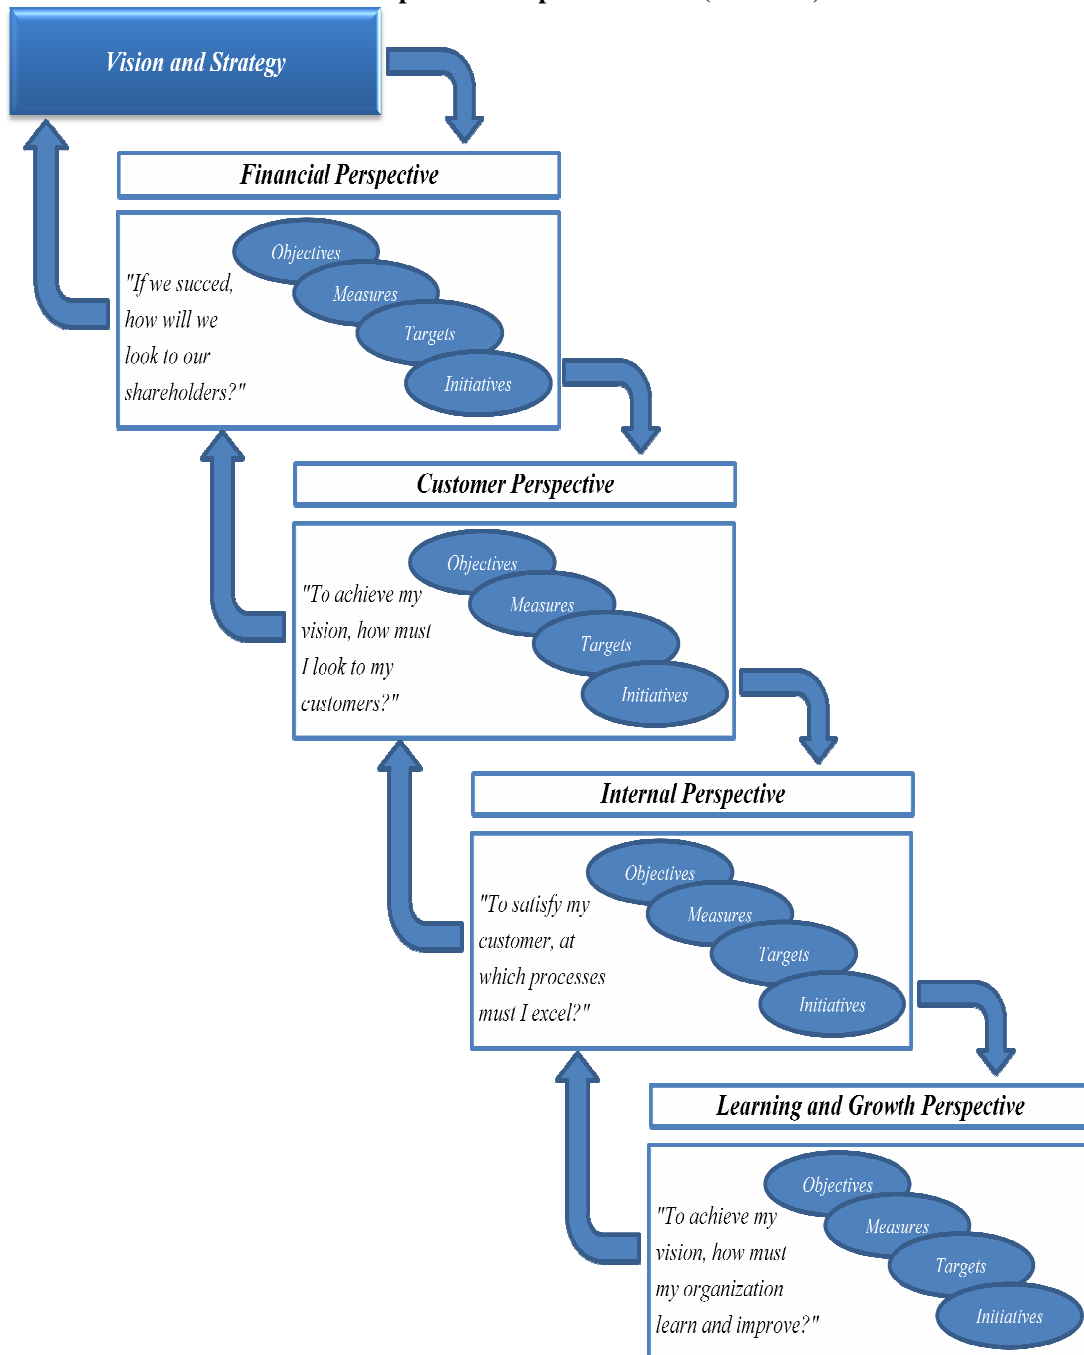 Vision and Strategy
Financial Perspective
Objectives
Measures
Targets
Initiatives
"If we succed,
how will we
look to our
shareholders?"
Customer Perspective
Objectives
Measures
Targets
Initiatives
"To achieve my
vision, how must
I look to my
customers?"
Internal Perspective
Objectives
Measures
Targets
Initiatives
"To satisfy my
customer, at
which processes
must I excel?"
Learning and Growth Perspective
Objectives
Measures
Targets
Initiatives
"To achieve my
vision, how must
my organization
learn and improve?"